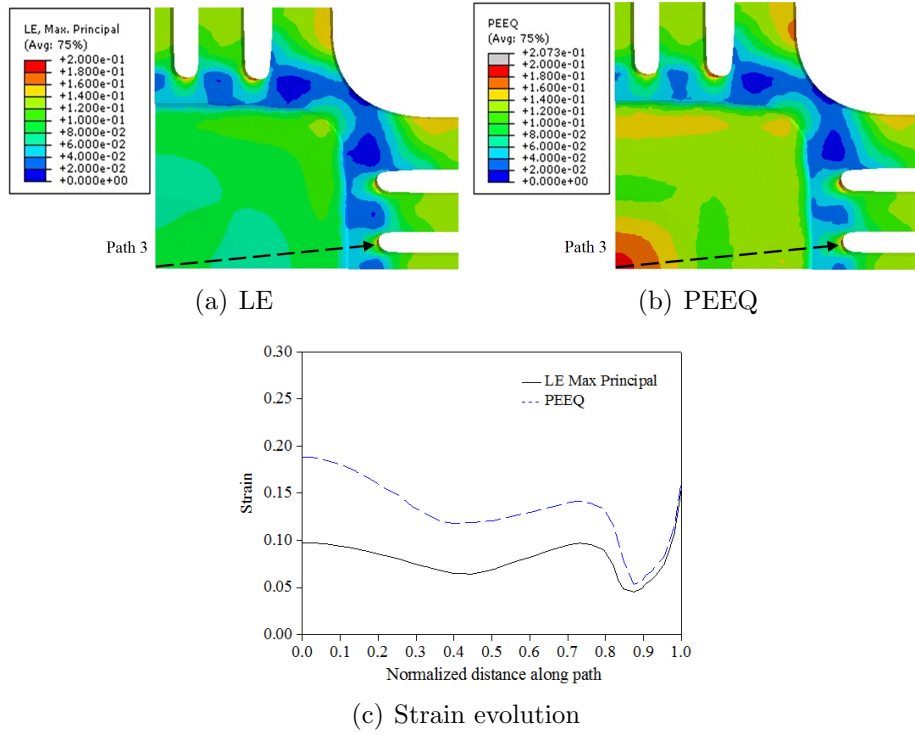 LE, Max. Principal
(Avg: 75%)
+2.000e-01
+1.800e-01
+1.600e-01
+1.400e-01
+1.200e-01
+1.000e-01
+8.000e-02
+6.000e-02
+4.000e-02
+2.000e-02
+0.000e+00
Path 3
(a) LE
PEEQ
(Avg: 75%)
+2.073e-01
+2.000e-01
+1.800e-01
+1.600e-01
+1.400e-01
+1.200e-01
+1.000e-01
+8.000e-02
+6.000e-02
+4.000e-02
+2.000e-02
+0.000e+00
Path 3
(b) PEEQ
0.30
0.25
0.20
0.15
0.10
0.05
0.00
Strain
LE Max Principal
PEEQ
0.0 0.1 0.2 0.3 0.4 0.5 0.6 0.7 0.8 0.9 1.0
Normalized distance along path
(c) Strain evolution